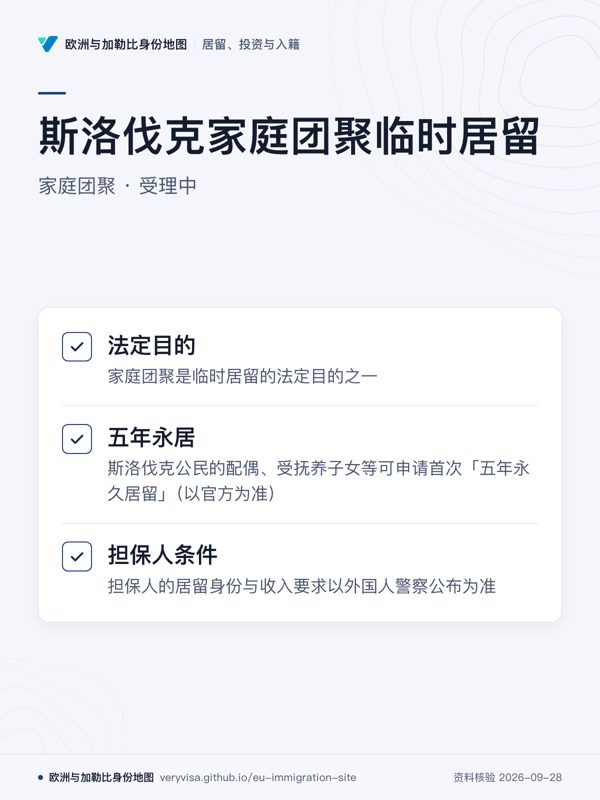 欧洲与加勒比身份地图 居留、投资与入籍
斯洛伐克家庭团聚临时居留
家庭团聚 · 受理中
法定目的
家庭团聚是临时居留的法定目的之一
五年永居
斯洛伐克公民的配偶、受抚养子女等可申请首次「五年永
久居留」（以官方为准）
担保人条件
担保人的居留身份与收入要求以外国人警察公布为准
欧洲与加勒比身份地图 veryvisa.github.io/eu-immigration-site 资料核验 2026-09-28